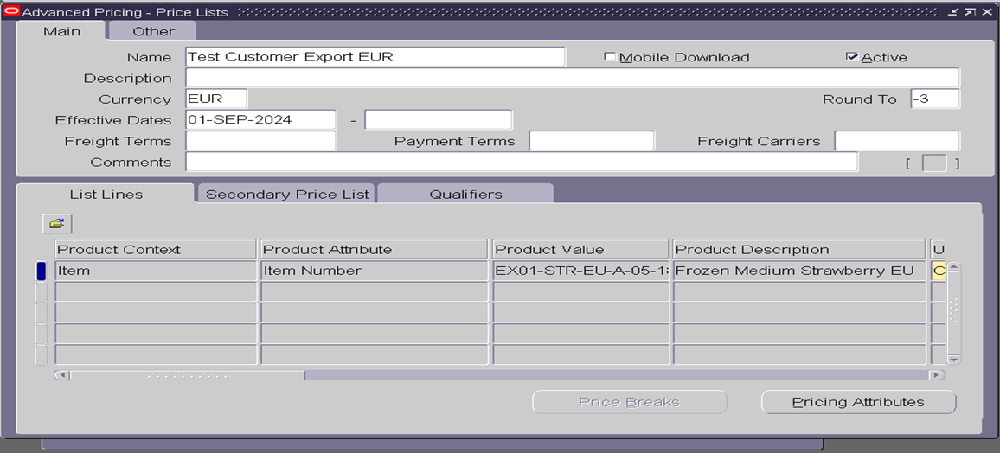 Advanced Pricing - Price Lists
Main Other
Name Test Customer Export EUR Mobile Download Active
Description
Currency EUR Round To -3
Effective Dates 01-SEP-2024 -
Freight Terms Payment Terms Freight Carriers
Comments [ ]
List Lines Secondary Price List Qualifiers
Product Context Product Attribute Product Value Product Description U
Item Item Number EX01-STR-EU-A-05-1 Frozen Medium Strawberry EU C
Price Breaks Pricing Attributes